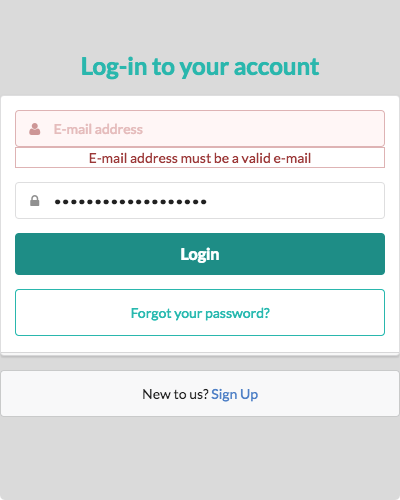 Log-in to your account
E-mail address
E-mail address must be a valid e-mail
•••••••••••••••••••
Login
Forgot your password?
New to us? Sign Up